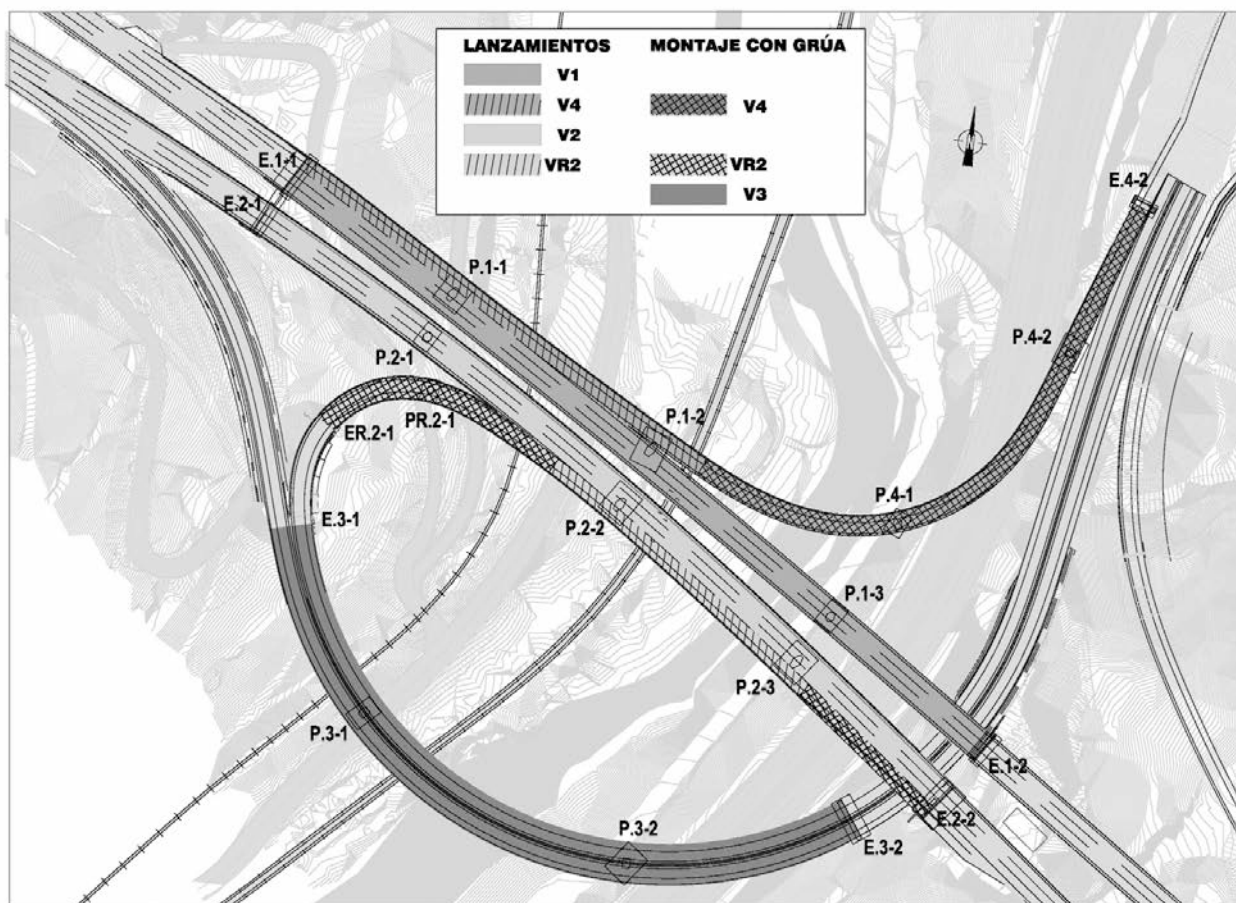 LANZAMIENTOS MONTAJE CON GRÚA
V1
V4 V4
V2
VR2 VR2
V3
E.1-1
E.4-2
E.2-1
P.1-1
P.2-1
P.4-2
ER.2-1 PR.2-1
P.1-2
E.3-1
P.2-2
P.4-1
P.1-3
P.2-3
P.3-1
E.1-2
P.3-2
E.3-2
E.2-2